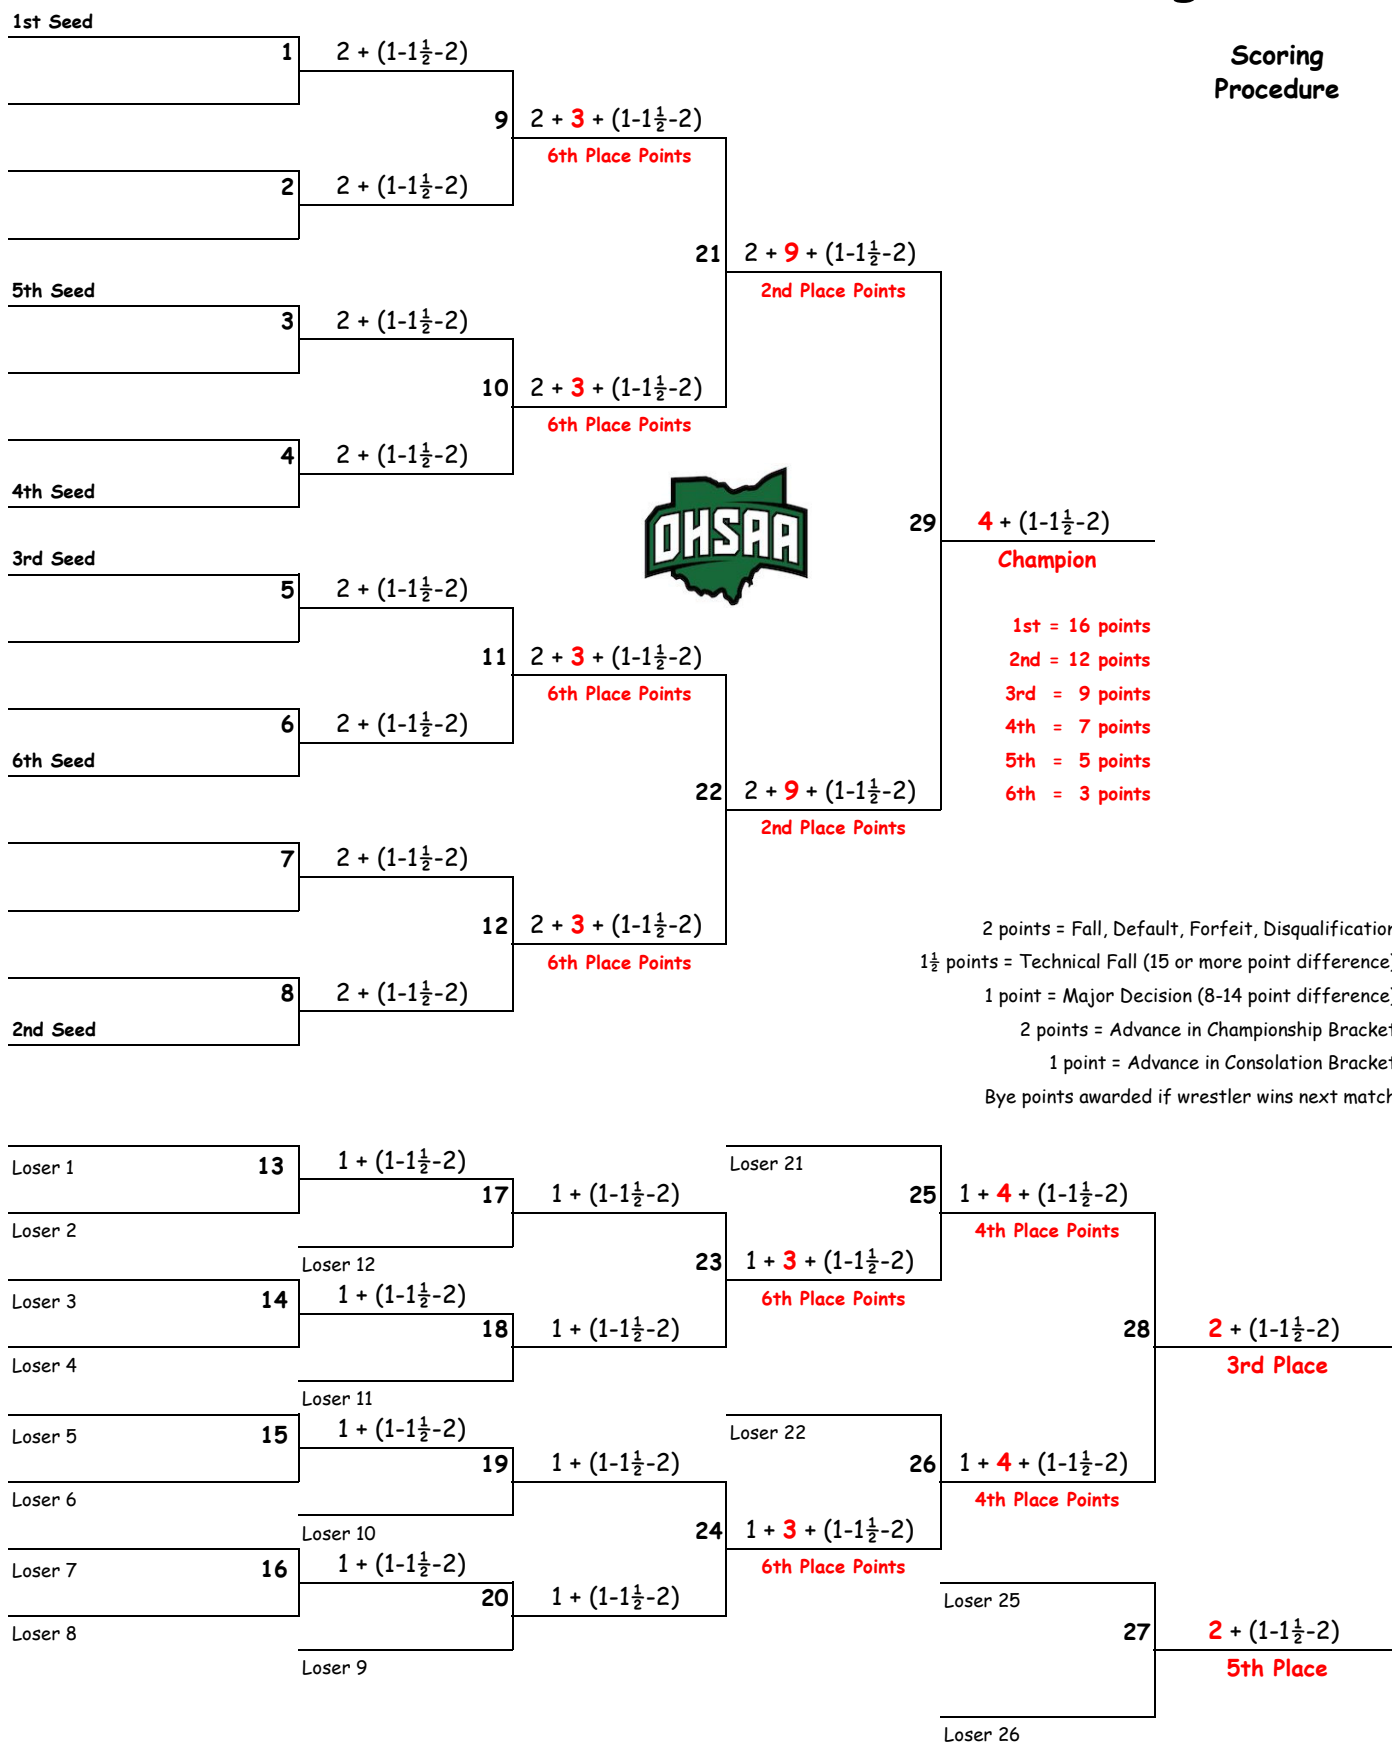 Scoring
Procedure
1st Seed
1
2 + (1-1½-2)
9
2 + 3 + (1-1½-2)
6th Place Points
2
2 + (1-1½-2)
21
2 + 9 + (1-1½-2)
2nd Place Points
5th Seed
3
2 + (1-1½-2)
10
2 + 3 + (1-1½-2)
6th Place Points
4
2 + (1-1½-2)
4th Seed
OHSAA
29
4 + (1-1½-2)
Champion
3rd Seed
5
2 + (1-1½-2)
11
2 + 3 + (1-1½-2)
6th Place Points
6
2 + (1-1½-2)
6th Seed
1st = 16 points
2nd = 12 points
3rd = 9 points
4th = 7 points
5th = 5 points
6th = 3 points
22
2 + 9 + (1-1½-2)
2nd Place Points
7
2 + (1-1½-2)
12
2 + 3 + (1-1½-2)
6th Place Points
8
2 + (1-1½-2)
2nd Seed
2 points = Fall, Default, Forfeit, Disqualification
1½ points = Technical Fall (15 or more point difference)
1 point = Major Decision (8-14 point difference)
2 points = Advance in Championship Bracket
1 point = Advance in Consolation Bracket
Bye points awarded if wrestler wins next match
Loser 1
13
1 + (1-1½-2)
Loser 2
17
1 + (1-1½-2)
Loser 12
Loser 21
25
1 + 4 + (1-1½-2)
4th Place Points
23
1 + 3 + (1-1½-2)
6th Place Points
Loser 3
14
1 + (1-1½-2)
Loser 4
18
1 + (1-1½-2)
Loser 11
28
2 + (1-1½-2)
3rd Place
Loser 5
15
1 + (1-1½-2)
Loser 6
19
1 + (1-1½-2)
Loser 10
Loser 22
26
1 + 4 + (1-1½-2)
4th Place Points
24
1 + 3 + (1-1½-2)
6th Place Points
Loser 7
16
1 + (1-1½-2)
Loser 8
20
1 + (1-1½-2)
Loser 9
Loser 25
27
2 + (1-1½-2)
5th Place
Loser 26